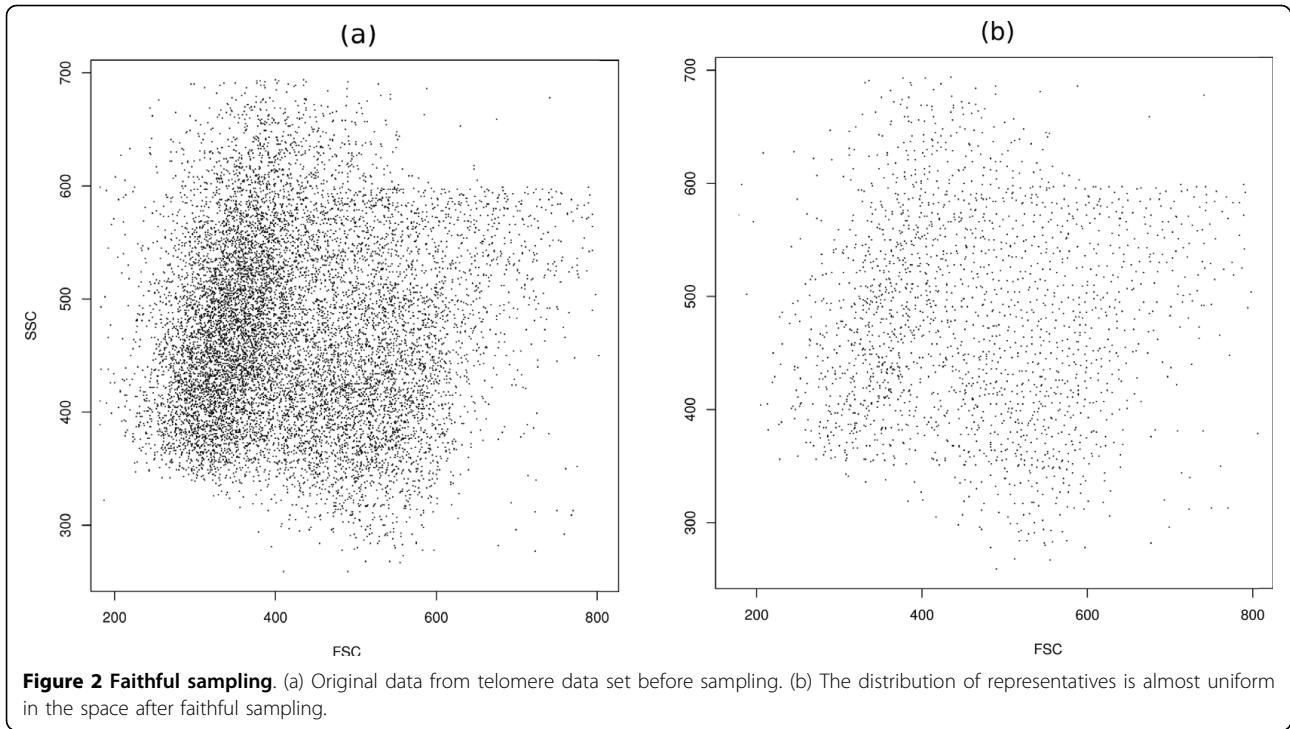 (a)
(b)
700
600
500
400
300
SSC
200
400
600
800
FSC
700
600
500
400
300
200
400
600
800
FSC
Figure 2 Faithful sampling. (a) Original data from telomere data set before sampling. (b) The distribution of representatives is almost uniform
in the space after faithful sampling.